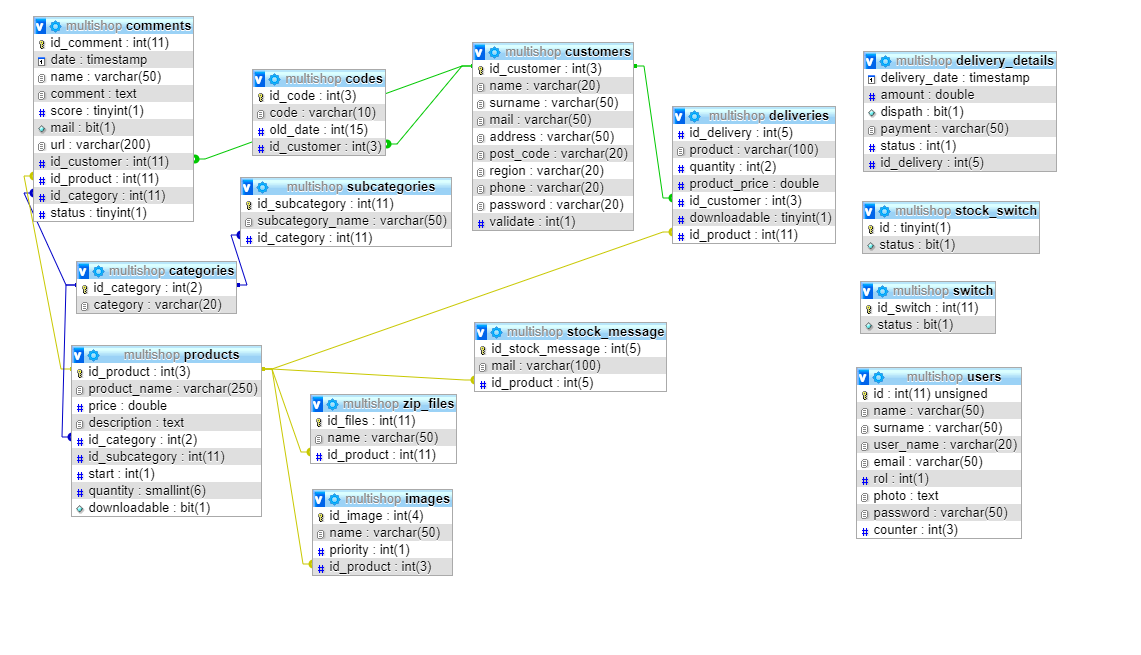 multishop comments
id_comment : int(11)
date : timestamp
name : varchar(50)
comment : text
score : tinyint(1)
mail : bit(1)
url : varchar(200)
id_customer : int(11)
id_product : int(11)
id_category : int(11)
status : tinyint(1)
multishop codes
id_code : int(3)
code : varchar(10)
old_date : int(15)
id_customer : int(3)
multishop subcategories
id_subcategory : int(11)
subcategory_name : varchar(50)
id_category : int(11)
multishop categories
id_category : int(2)
category : varchar(20)
multishop products
id_product : int(3)
product_name : varchar(250)
price : double
description : text
id_category : int(2)
id_subcategory : int(11)
start : int(1)
quantity : smallint(6)
downloadable : bit(1)
multishop customers
id_customer : int(3)
name : varchar(20)
surname : varchar(50)
mail : varchar(50)
address : varchar(50)
post_code : varchar(20)
region : varchar(20)
phone : varchar(20)
password : varchar(20)
validate : int(1)
multishop stock_message
id_stock_message : int(5)
mail : varchar(100)
id_product : int(5)
multishop zip_files
id_files : int(11)
name : varchar(50)
id_product : int(11)
multishop images
id_image : int(4)
name : varchar(50)
priority : int(1)
id_product : int(3)
multishop deliveries
id_delivery : int(5)
product : varchar(100)
quantity : int(2)
product_price : double
id_customer : int(3)
downloadable : tinyint(1)
id_product : int(11)
multishop delivery_details
delivery_date : timestamp
amount : double
dispath : bit(1)
payment : varchar(50)
status : int(1)
id_delivery : int(5)
multishop stock_switch
id : tinyint(1)
status : bit(1)
multishop switch
id_switch : int(11)
status : bit(1)
multishop users
id : int(11) unsigned
name : varchar(50)
surname : varchar(50)
user_name : varchar(20)
email : varchar(50)
rol : int(1)
photo : text
password : varchar(50)
counter : int(3)